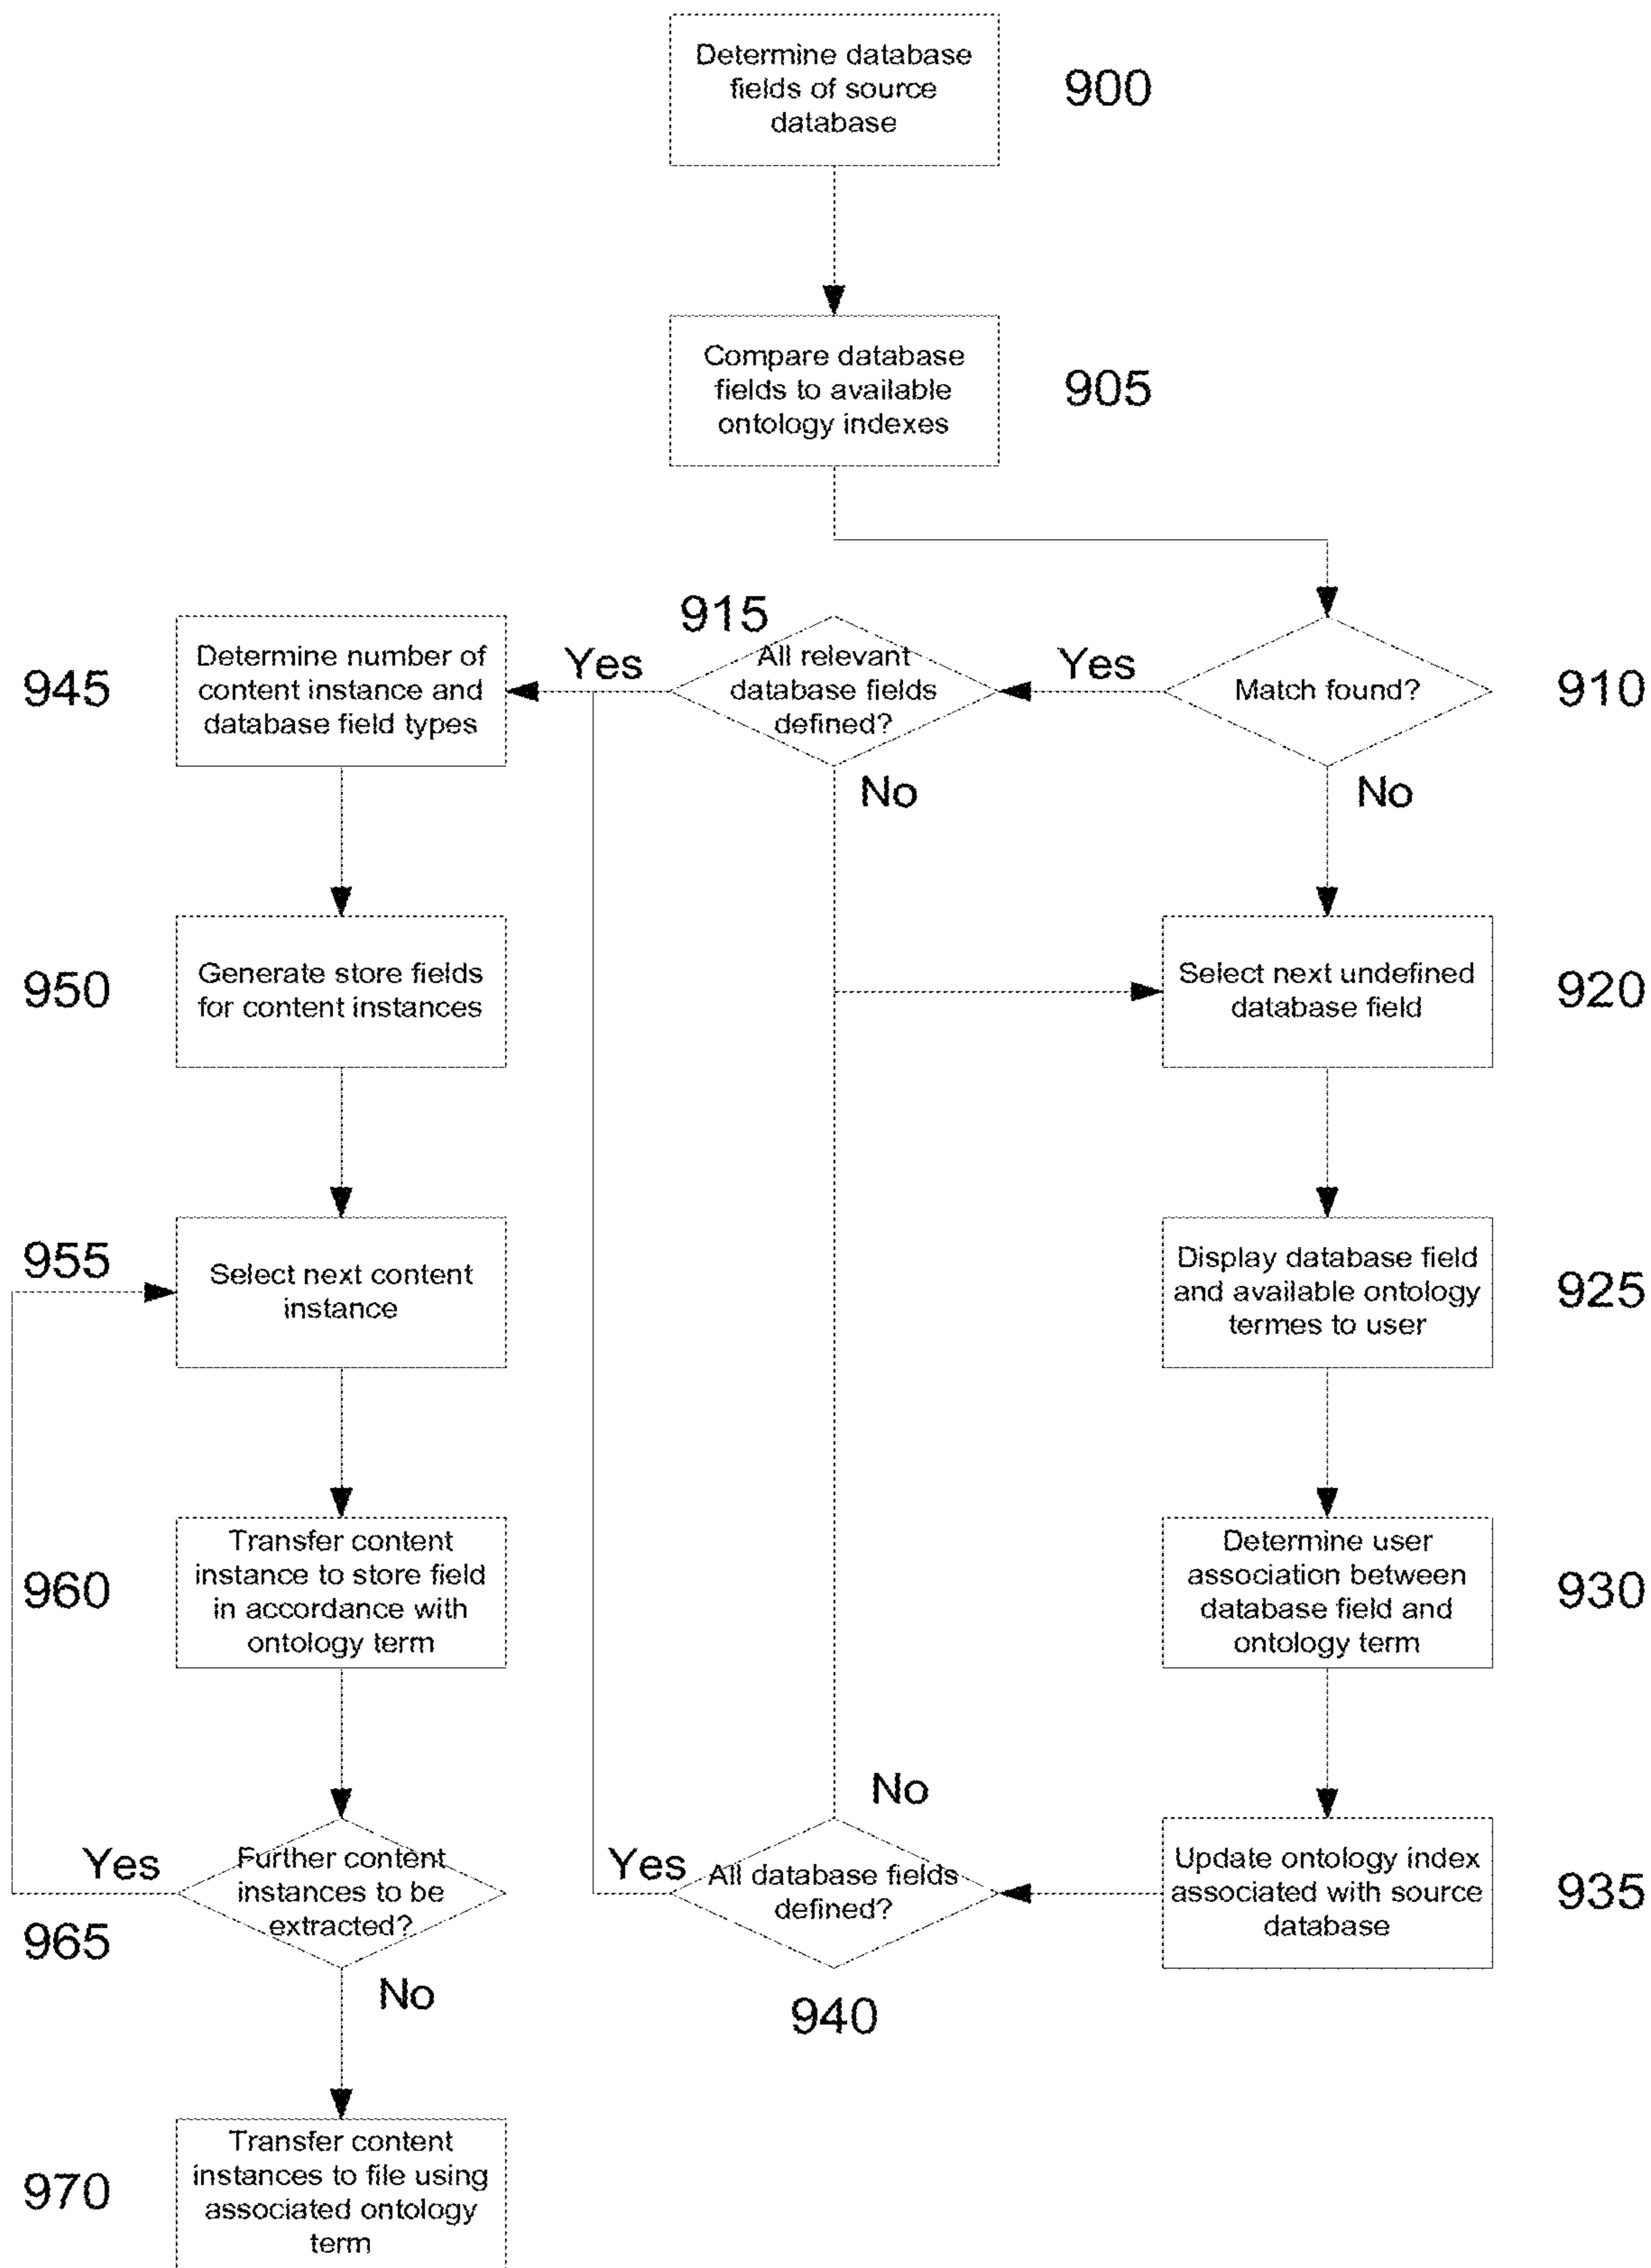 Determine database
fields of source
database
900
Compare database
fields to available
ontology indexes
905
Match found?
910
Yes
No
915
All relevant
database fields
defined?
Yes
No
945
Determine number of
content instance and
database field types
950
Generate store fields
for content instances
Select next undefined
database field
920
955
Select next content
instance
Display database field
and available ontology
termes to user
925
960
Transfer content
instance to store field
in accordance with
ontology term
Determine user
association between
database field and
ontology term
930
Yes
Further content
instances to be
extracted?
965
No
Yes
No
All database fields
defined?
940
Update ontology index
associated with source
database
935
970
Transfer content
instances to file using
associated ontology
term